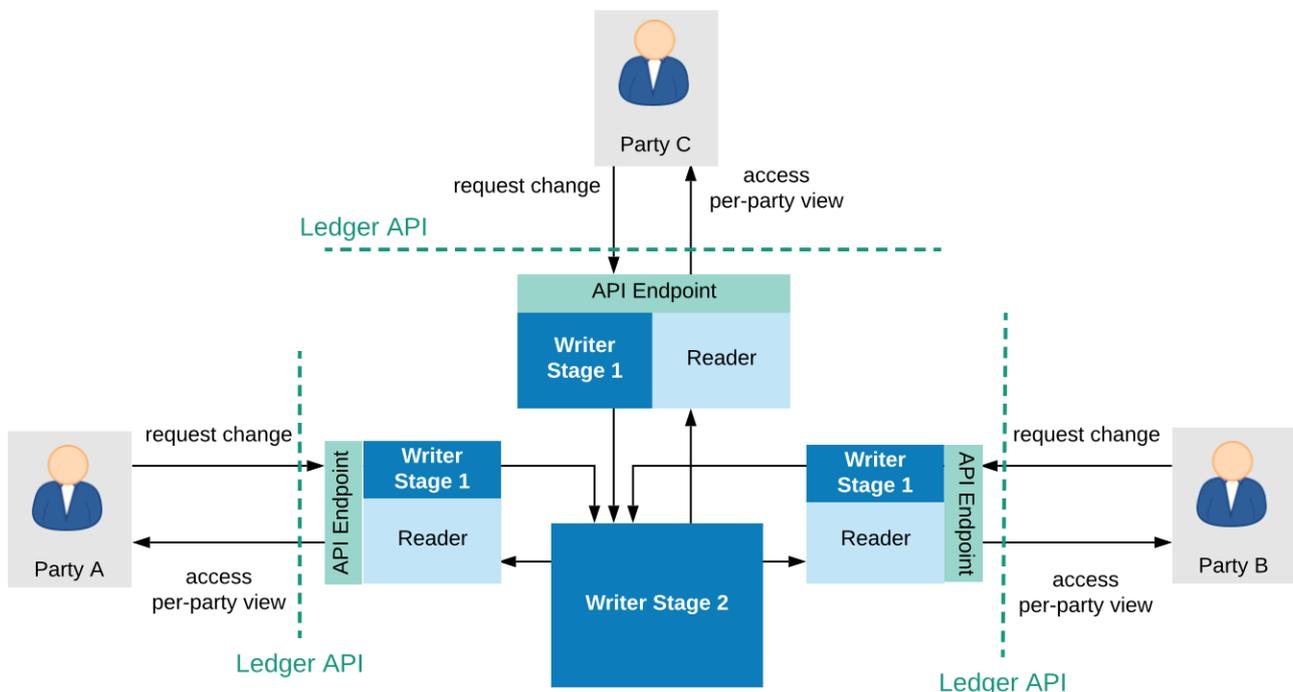 Party C
request change
access
per-party view
Ledger API
API Endpoint
Writer
Stage 1
Reader
request change
Party A
access
per-party view
Ledger API
API Endpoint
Writer
Stage 1
Reader
Writer Stage 2
Writer
Stage 1
Reader
API Endpoint
request change
Party B
access
per-party view
Ledger API